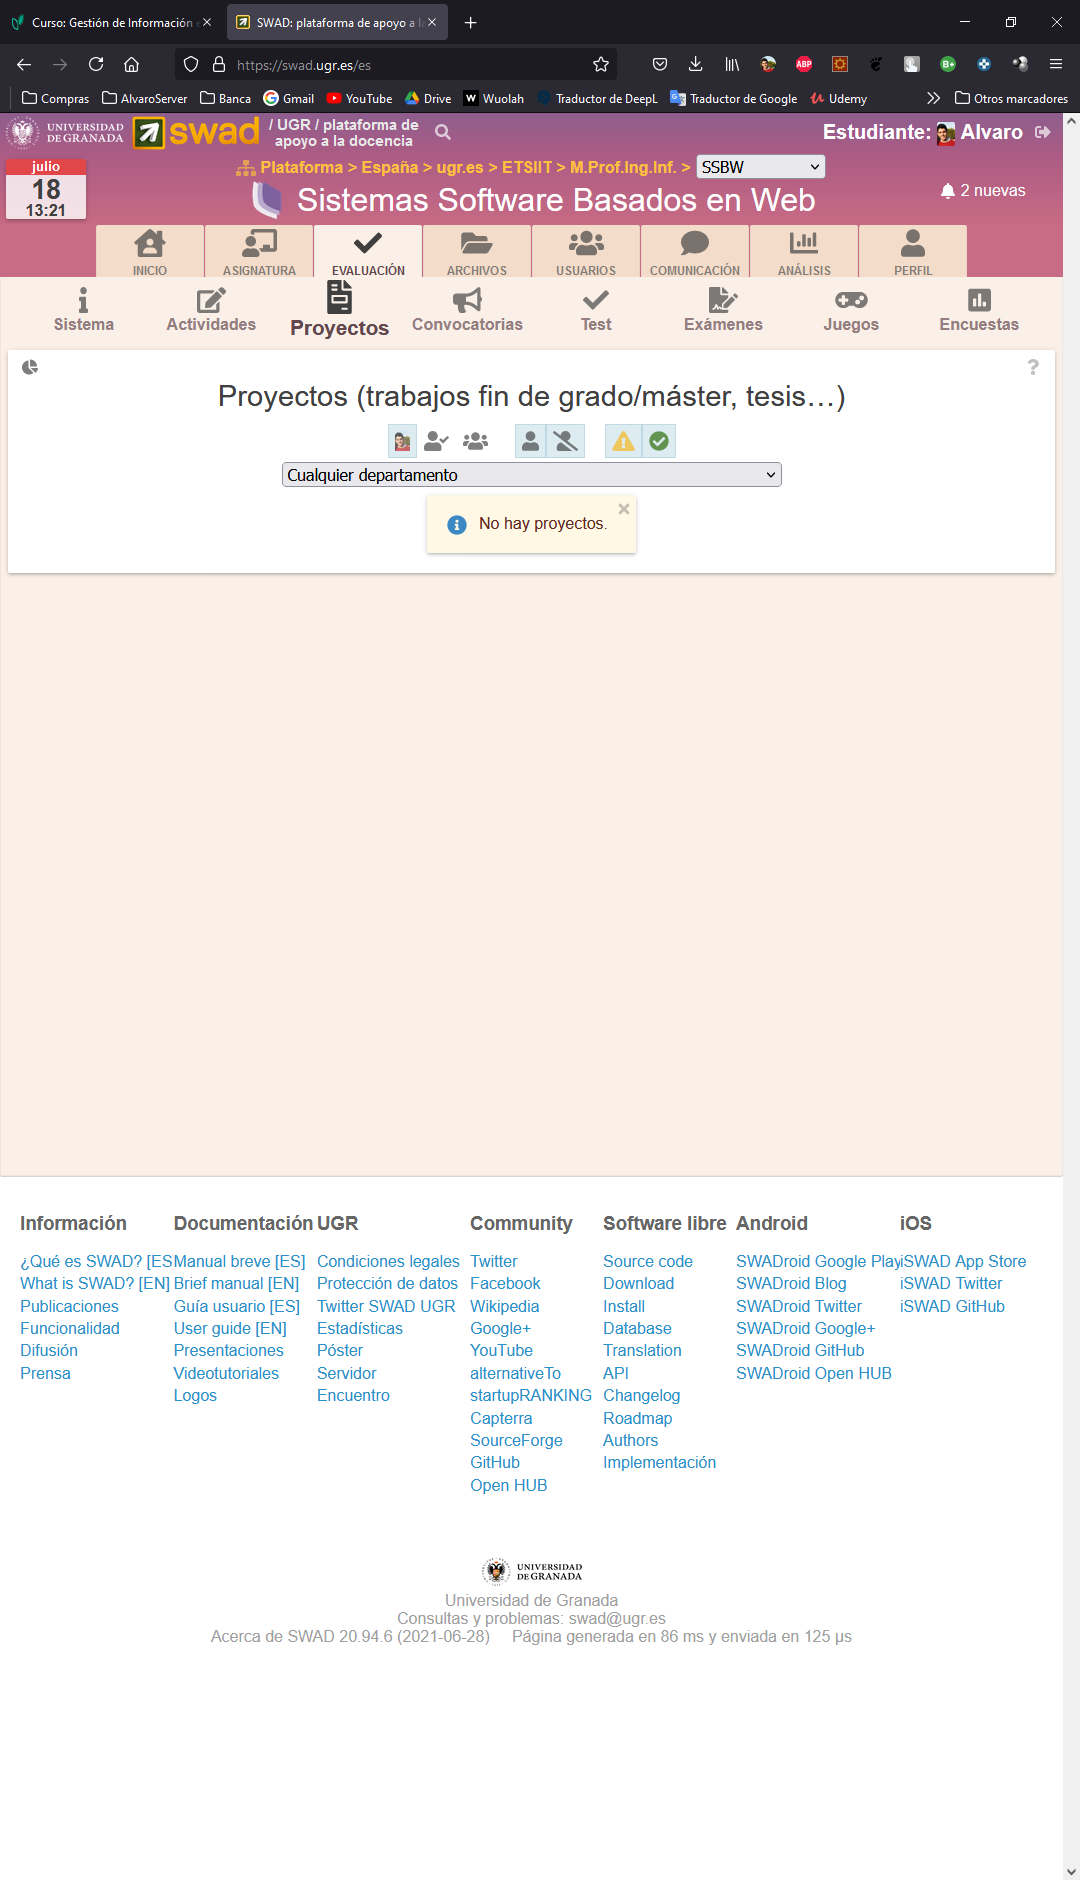 Curso: Gestión de Información e
SWAD: plataforma de apoyo a l
https://swad.ugr.es/es
Compras AlvaroServer Banca Gmail YouTube Drive Wuolah Traductor de DeepL Traductor de Google Udemy Otros marcadores
UNIVERSIDAD
DE GRANADA
swad
/ UGR / plataforma de
apoyo a la docencia
Estudiante: Alvaro
julio
18
13:21
Plataforma > España > ugr.es > ETSIIT > M.Prof.Ing.Inf. > SSBW
Sistemas Software Basados en Web
2 nuevas
INICIO ASIGNATURA EVALUACIÓN ARCHIVOS USUARIOS COMUNICACIÓN ANÁLISIS PERFIL
Sistema Actividades Proyectos Convocatorias Test Exámenes Juegos Encuestas
?
Proyectos (trabajos fin de grado/máster, tesis…)
Cualquier departamento
No hay proyectos.
Información
¿Qué es SWAD? [ES
What is SWAD? [EN]
Publicaciones
Funcionalidad
Difusión
Prensa
Documentación
Manual breve [ES]
Brief manual [EN]
Guía usuario [ES]
User guide [EN]
Presentaciones
Videotutoriales
Logos
UGR
Condiciones legales
Protección de datos
Twitter SWAD UGR
Estadísticas
Póster
Servidor
Encuentro
Community
Twitter
Facebook
Wikipedia
Google+
YouTube
alternativeTo
startupRANKING
Capterra
SourceForge
GitHub
Open HUB
Software libre
Source code
Download
Install
Database
Translation
API
Changelog
Roadmap
Authors
Implementación
Android
SWADroid Google Play
SWADroid Blog
SWADroid Twitter
SWADroid Google+
SWADroid GitHub
SWADroid Open HUB
iOS
iSWAD App Store
iSWAD Twitter
iSWAD GitHub
UNIVERSIDAD
DE GRANADA
Universidad de Granada
Consultas y problemas: swad@ugr.es
Acerca de SWAD 20.94.6 (2021-06-28) Página generada en 86 ms y enviada en 125 µs